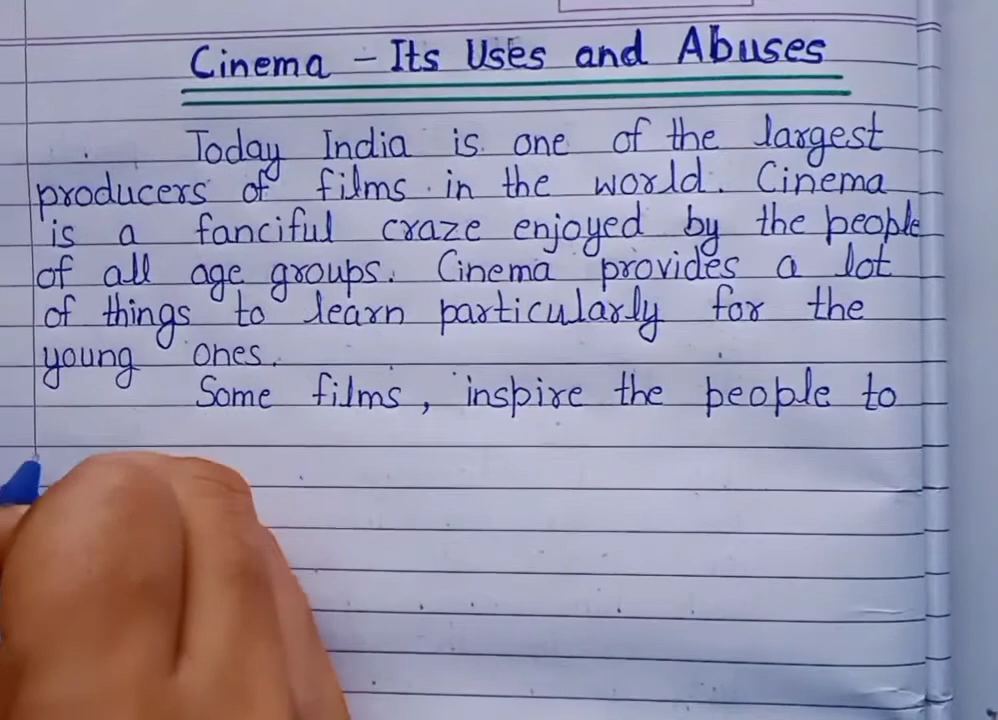 Cinema - Its Uses and Abuses
Today India is one of the largest
producers of films in the world. Cinema
is a fanciful craze enjoyed by the people
of all age groups. Cinema provides a lot
of things to learn particularly for the
young ones.
Some films, inspire the people to